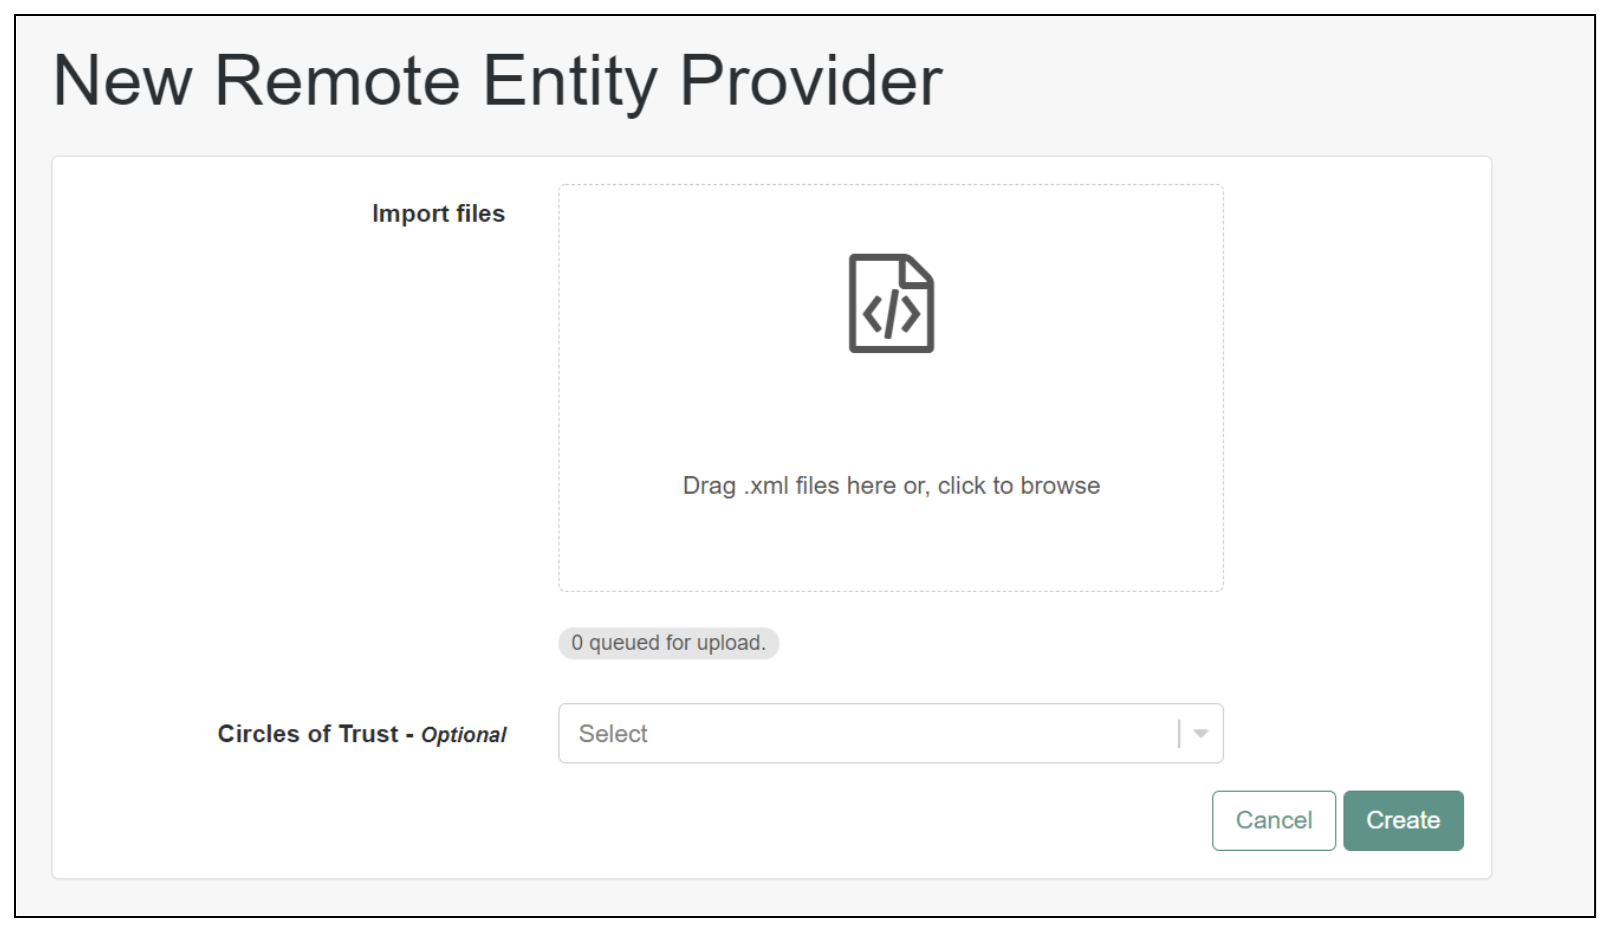 New Remote Entity Provider
Import files
</>
Drag .xml files here or, click to browse
0 queued for upload.
Circles of Trust - Optional
Select
Cancel
Create